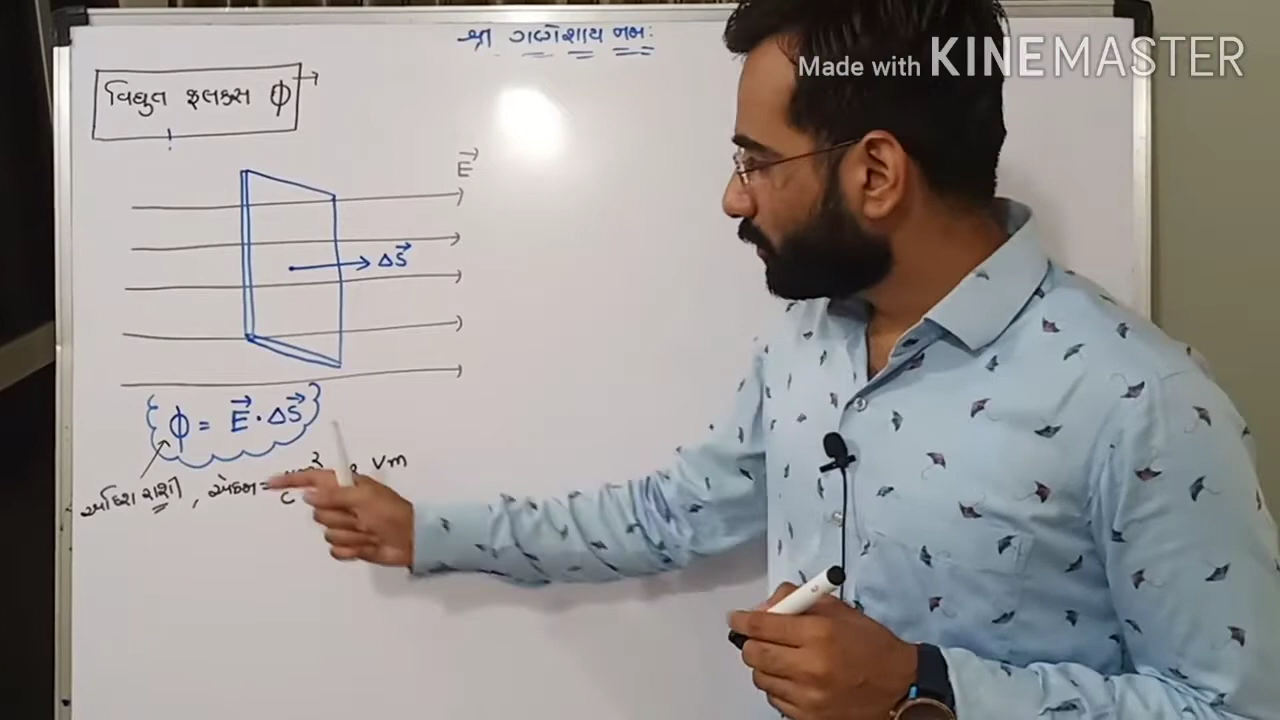 શ્રી ગણેશાય નમઃ
Made with KINEMASTER
વિદ્યુત ફ્લક્સ ϕ
E⃗
ΔS⃗
ϕ = E⃗ · ΔS⃗
અદિશ રાશી , એકમ = Vm